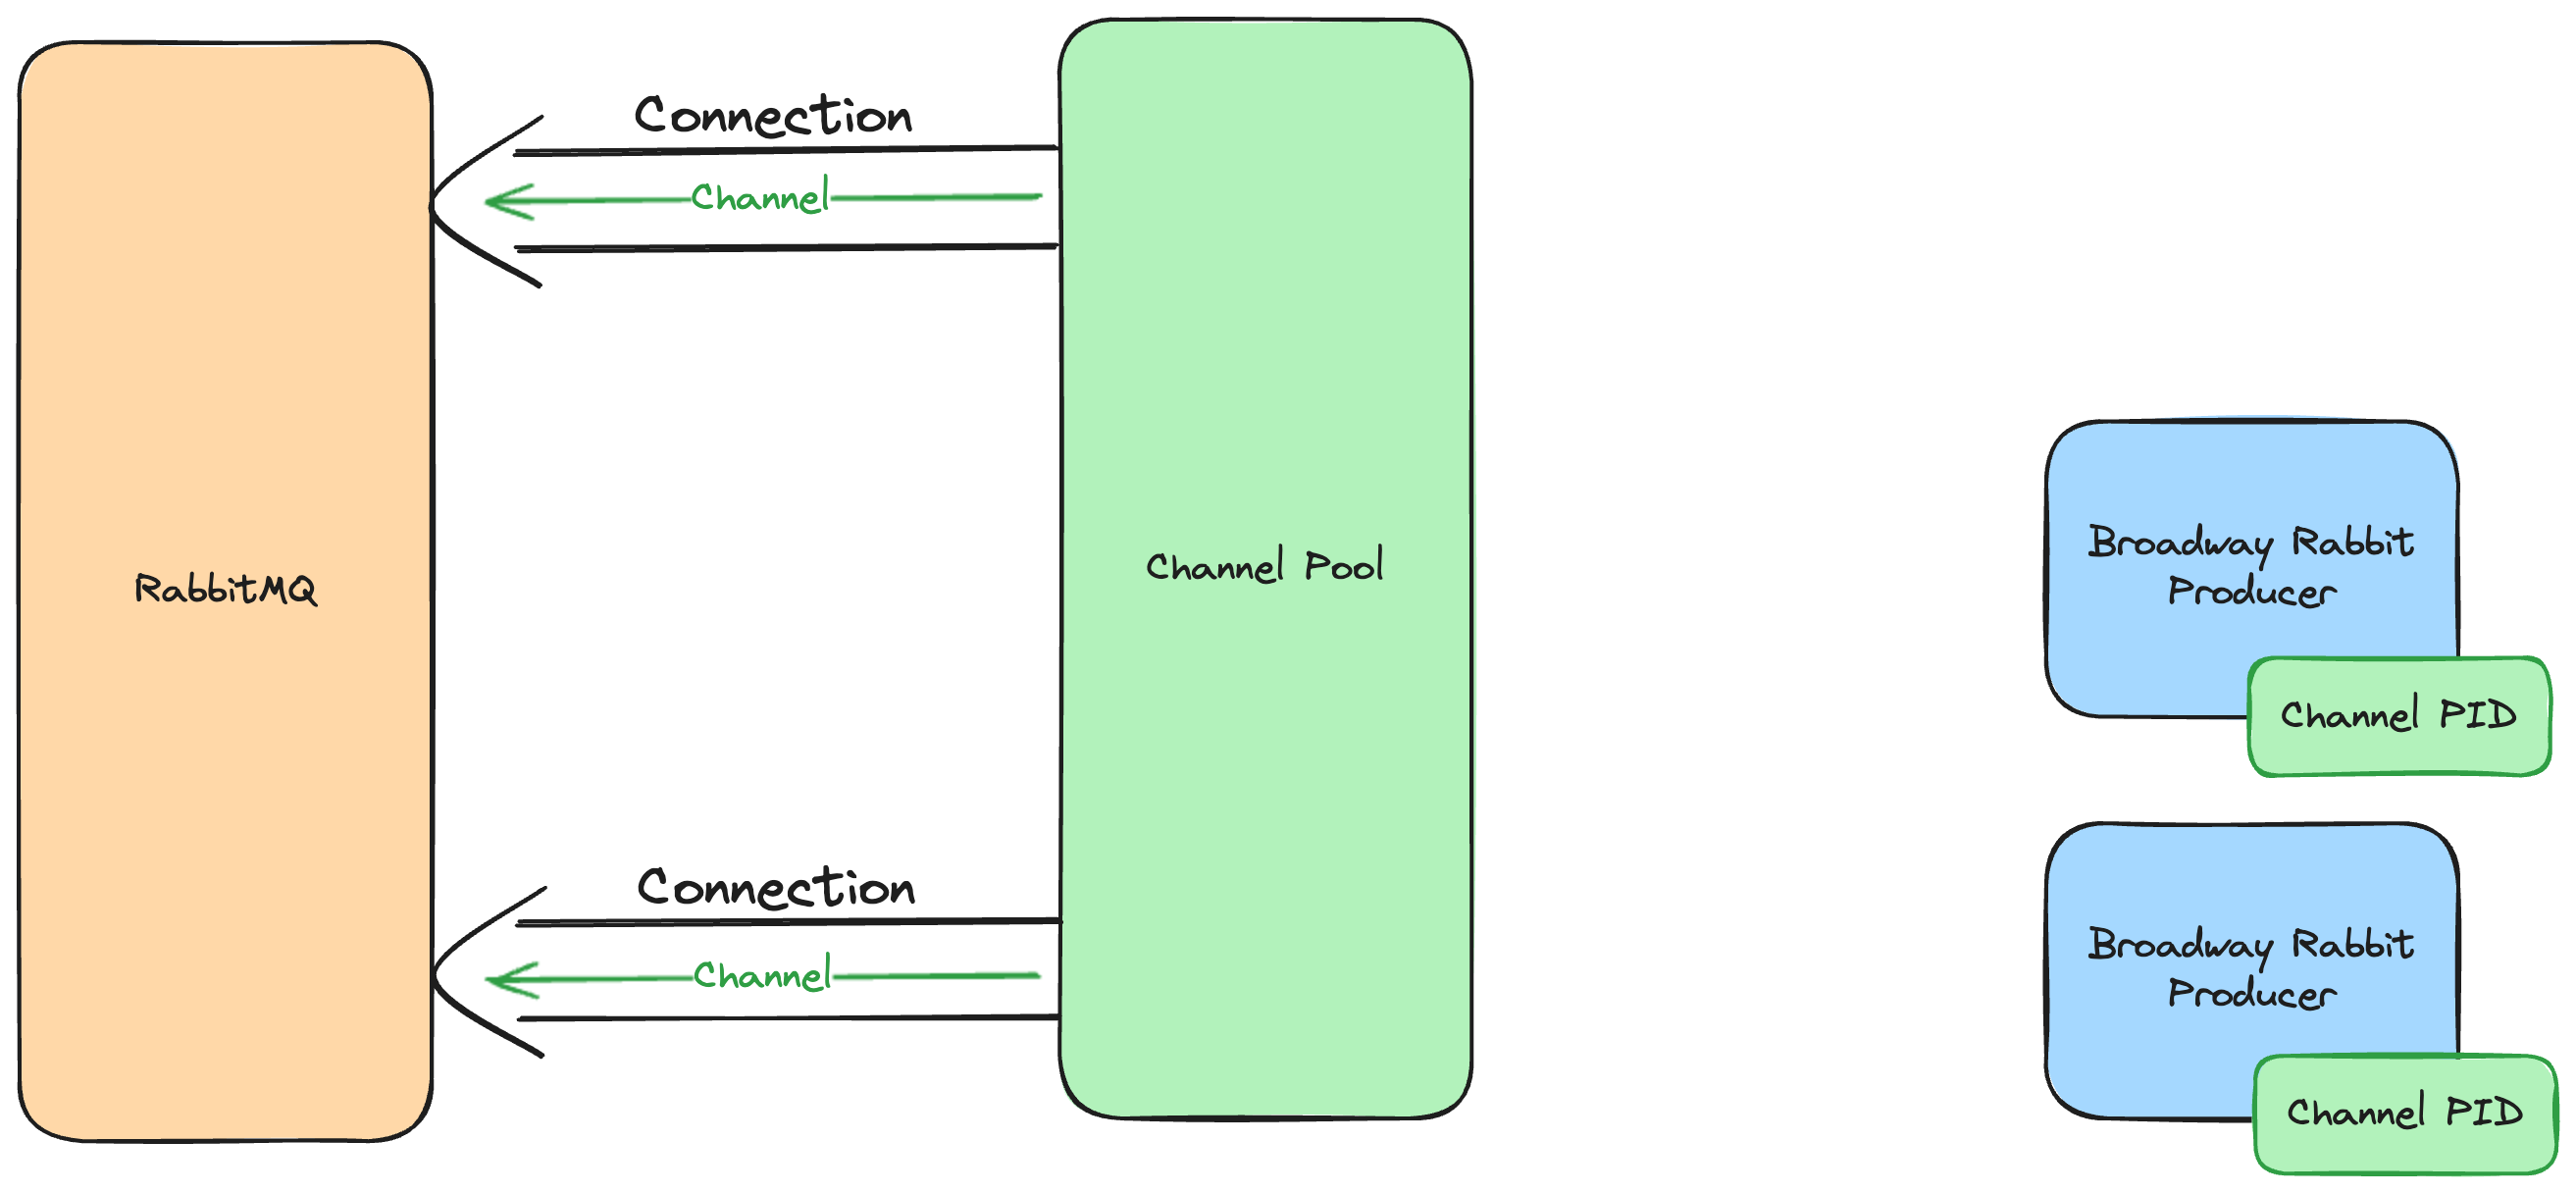 Connection
Channel
RabbitMQ
Channel Pool
Broadway Rabbit
Producer
Channel PID
Connection
Channel
Broadway Rabbit
Producer
Channel PID